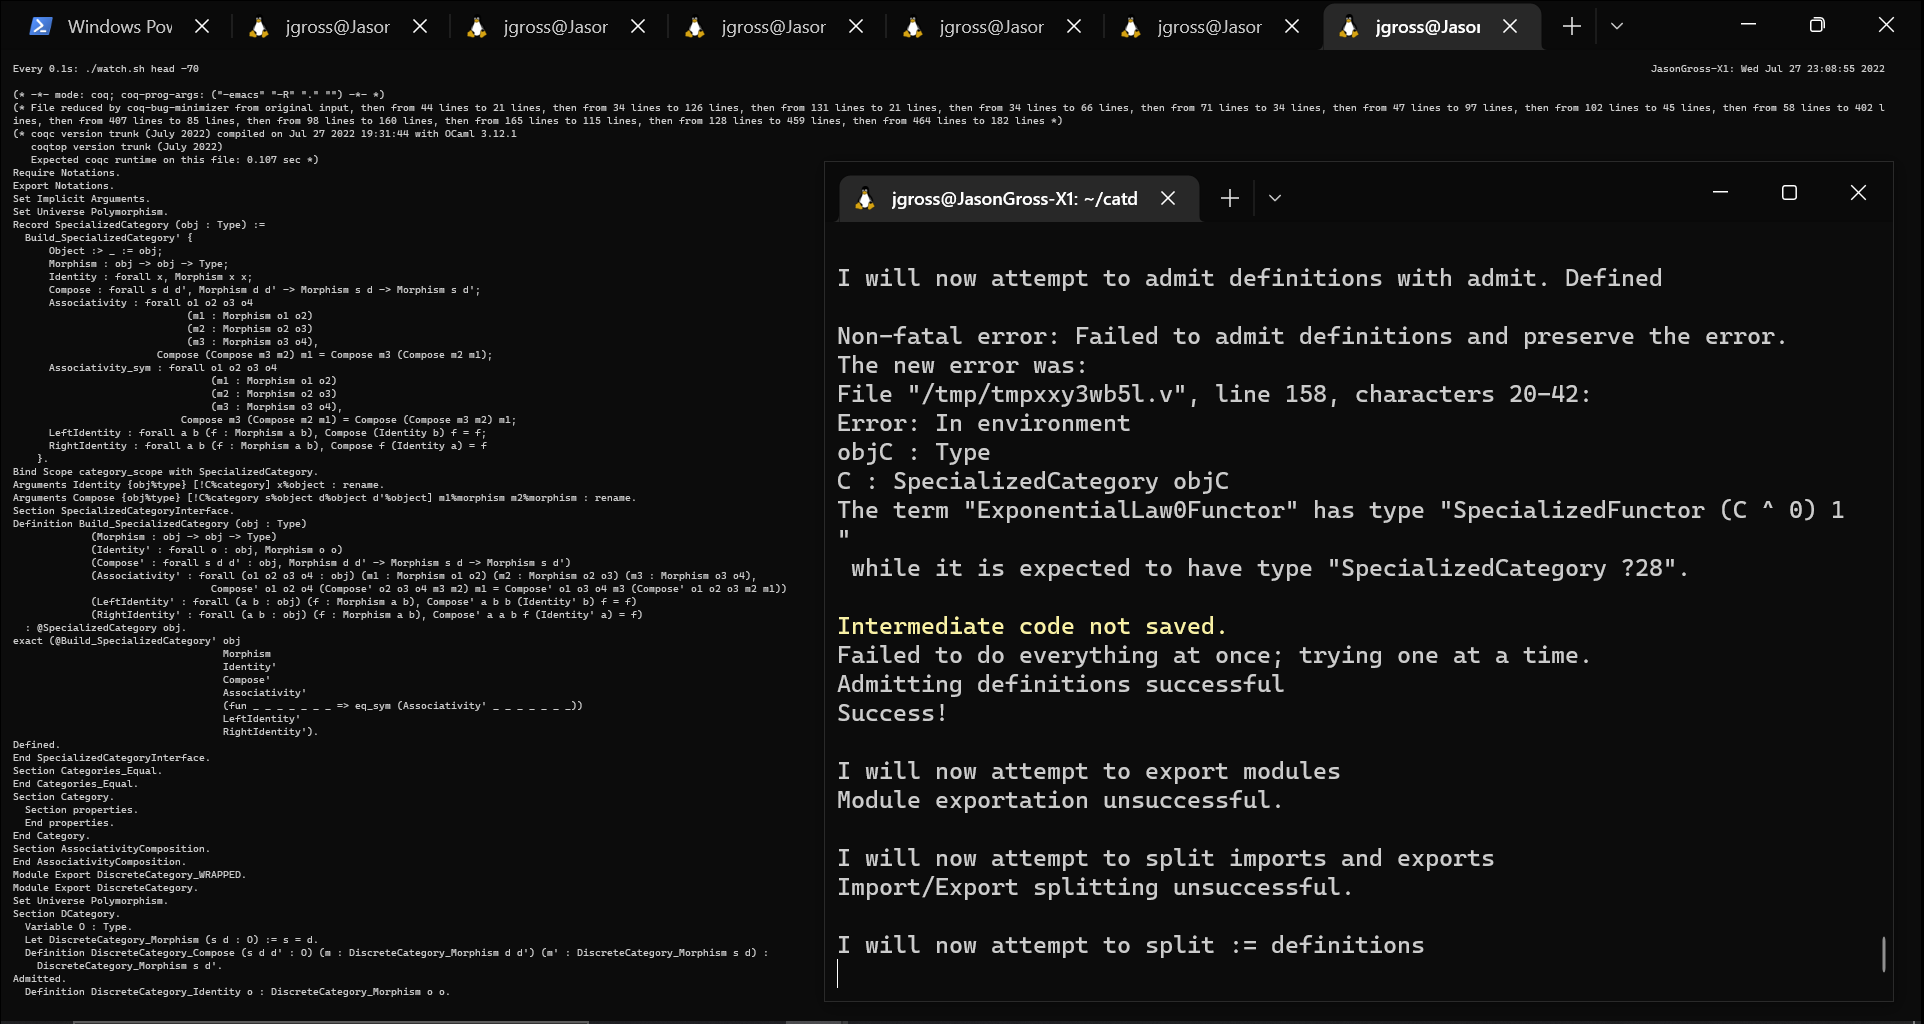 Windows Pow
jgross@Jasor
jgross@Jasor
jgross@Jasor
jgross@Jasor
jgross@Jasor
jgross@Jasor
Every 0.1s: ./watch.sh head -70
JasonGross-X1: Wed Jul 27 23:08:55 2022
(* -*- mode: coq; coq-prog-args: ("-emacs" "-R" "." "") -*- *)
(* File reduced by coq-bug-minimizer from original input, then from 44 lines to 21 lines, then from 34 lines to 126 lines, then from 131 lines to 21 lines, then from 34 lines to 66 lines, then from 71 lines to 34 lines, then from 47 lines to 97 lines, then from 102 lines to 45 lines, then from 58 lines to 402 l
ines, then from 407 lines to 85 lines, then from 98 lines to 160 lines, then from 165 lines to 115 lines, then from 128 lines to 459 lines, then from 464 lines to 182 lines *)
(* coqc version trunk (July 2022) compiled on Jul 27 2022 19:31:44 with OCaml 3.12.1
   coqtop version trunk (July 2022)
   Expected coqc runtime on this file: 0.107 sec *)
Require Notations.
Export Notations.
Set Implicit Arguments.
Set Universe Polymorphism.
Record SpecializedCategory (obj : Type) :=
  Build_SpecializedCategory' {
      Object :> _ := obj;
      Morphism : obj -> obj -> Type;
      Identity : forall x, Morphism x x;
      Compose : forall s d d', Morphism d d' -> Morphism s d -> Morphism s d';
      Associativity : forall o1 o2 o3 o4
                             (m1 : Morphism o1 o2)
                             (m2 : Morphism o2 o3)
                             (m3 : Morphism o3 o4),
                        Compose (Compose m3 m2) m1 = Compose m3 (Compose m2 m1);
      Associativity_sym : forall o1 o2 o3 o4
                                 (m1 : Morphism o1 o2)
                                 (m2 : Morphism o2 o3)
                                 (m3 : Morphism o3 o4),
                            Compose m3 (Compose m2 m1) = Compose (Compose m3 m2) m1;
      LeftIdentity : forall a b (f : Morphism a b), Compose (Identity b) f = f;
      RightIdentity : forall a b (f : Morphism a b), Compose f (Identity a) = f
    }.
Bind Scope category_scope with SpecializedCategory.
Arguments Identity {obj%type} [!C%category] x%object : rename.
Arguments Compose {obj%type} [!C%category s%object d%object d'%object] m1%morphism m2%morphism : rename.
Section SpecializedCategoryInterface.
Definition Build_SpecializedCategory (obj : Type)
             (Morphism : obj -> obj -> Type)
             (Identity' : forall o : obj, Morphism o o)
             (Compose' : forall s d d' : obj, Morphism d d' -> Morphism s d -> Morphism s d')
             (Associativity' : forall (o1 o2 o3 o4 : obj) (m1 : Morphism o1 o2) (m2 : Morphism o2 o3) (m3 : Morphism o3 o4),
                                 Compose' o1 o2 o4 (Compose' o2 o3 o4 m3 m2) m1 = Compose' o1 o3 o4 m3 (Compose' o1 o2 o3 m2 m1))
             (LeftIdentity' : forall (a b : obj) (f : Morphism a b), Compose' a b b (Identity' b) f = f)
             (RightIdentity' : forall (a b : obj) (f : Morphism a b), Compose' a a b f (Identity' a) = f)
  : @SpecializedCategory obj.
exact (@Build_SpecializedCategory' obj
                                   Morphism
                                   Identity'
                                   Compose'
                                   Associativity'
                                   (fun _ _ _ _ _ _ _ => eq_sym (Associativity' _ _ _ _ _ _ _))
                                   LeftIdentity'
                                   RightIdentity').
Defined.
End SpecializedCategoryInterface.
Section Categories_Equal.
End Categories_Equal.
Section Category.
  Section properties.
  End properties.
End Category.
Section AssociativityComposition.
End AssociativityComposition.
Module Export DiscreteCategory_WRAPPED.
Module Export DiscreteCategory.
Set Universe Polymorphism.
Section DCategory.
  Variable O : Type.
  Let DiscreteCategory_Morphism (s d : O) := s = d.
  Definition DiscreteCategory_Compose (s d d' : O) (m : DiscreteCategory_Morphism d d') (m' : DiscreteCategory_Morphism s d) :
    DiscreteCategory_Morphism s d'.
Admitted.
  Definition DiscreteCategory_Identity o : DiscreteCategory_Morphism o o.
jgross@JasonGross-X1: ~/catd
I will now attempt to admit definitions with admit. Defined
Non-fatal error: Failed to admit definitions and preserve the error.
The new error was:
File "/tmp/tmpxxy3wb5l.v", line 158, characters 20-42:
Error: In environment
objC : Type
C : SpecializedCategory objC
The term "ExponentialLaw0Functor" has type "SpecializedFunctor (C ^ 0) 1
"
 while it is expected to have type "SpecializedCategory ?28".
Intermediate code not saved.
Failed to do everything at once; trying one at a time.
Admitting definitions successful
Success!
I will now attempt to export modules
Module exportation unsuccessful.
I will now attempt to split imports and exports
Import/Export splitting unsuccessful.
I will now attempt to split := definitions